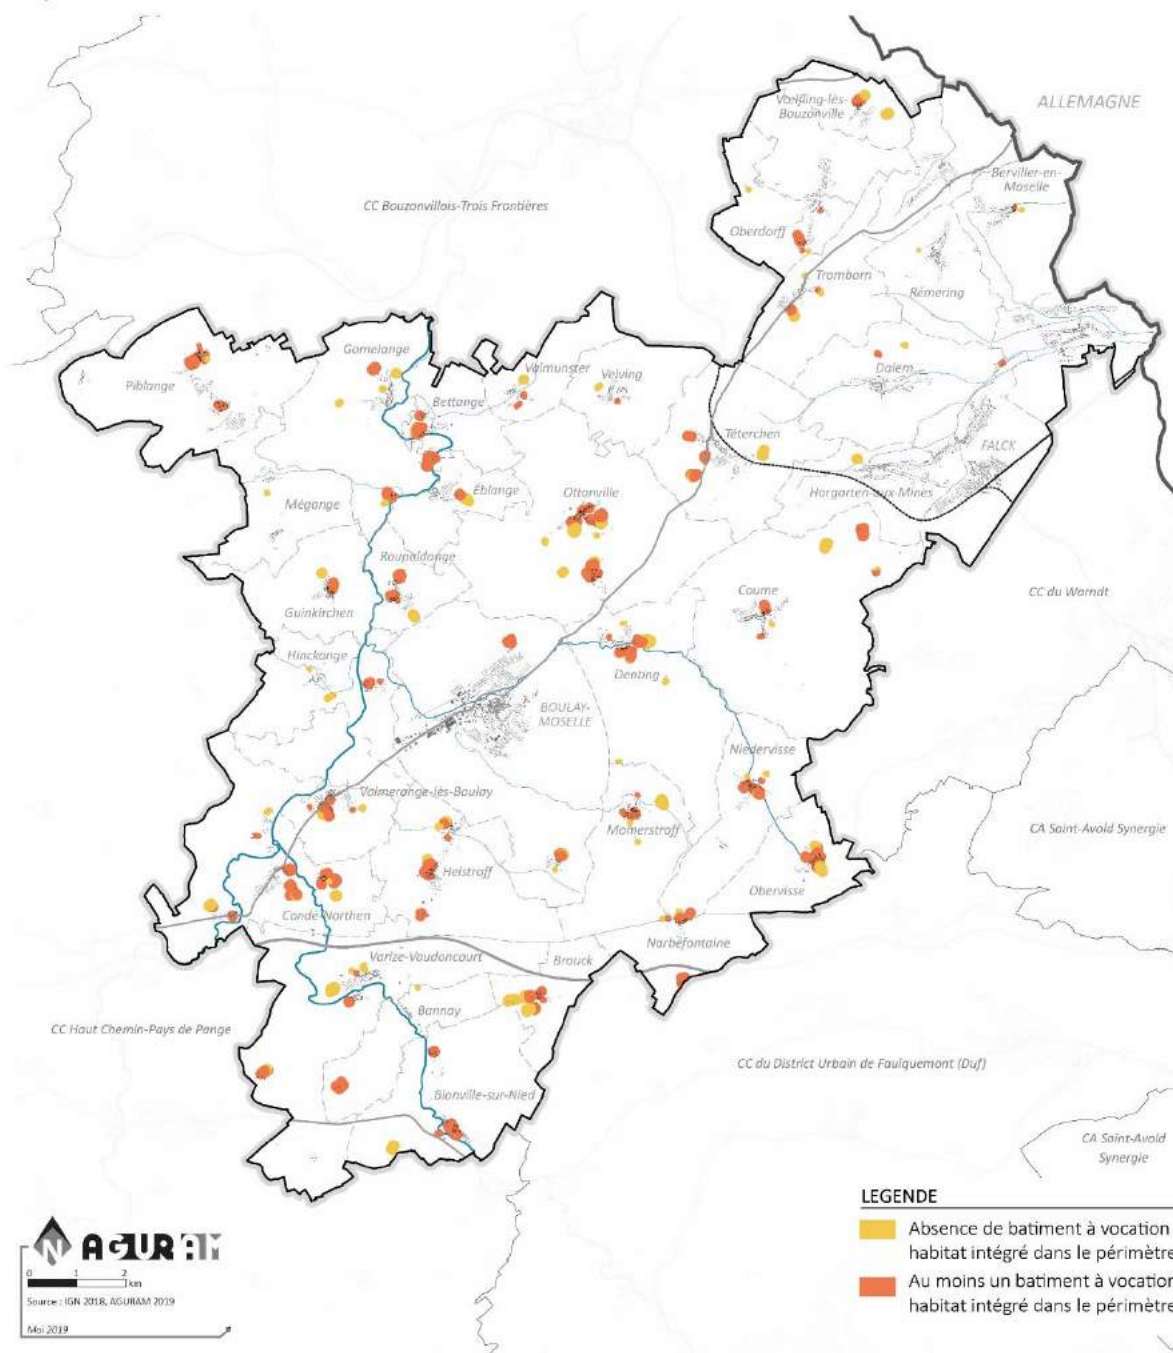 ALLEMAGNE
Vœlfling-lès-
Bouzonville
Berviller-en-
Moselle
CC Bouzonvillois-Trois Frontières
Oberdorff
Tromborn
Rémering
Gomelange
Piblange
Valmunster
Velving
Dalem
Bettange
Téterchen
FALCK
Éblange
Ottonville
Hargarten-aux-Mines
Mégange
Roupeldange
Coume
CC du Warndt
Guinkirchen
Hinckange
Denting
BOULAY-
MOSELLE
Niedervisse
Volmerange-lès-Boulay
Momerstroff
CA Saint-Avold Synergie
Helstroff
Obervisse
Condé-Northen
Narbéfontaine
Varize-Vaudoncourt
Brouck
Bannay
CC Haut Chemin-Pays de Pange
CC du District Urbain de Faulquemont (Duf)
Bionville-sur-Nied
CA Saint-Avold
Synergie
LEGENDE
Absence de batiment à vocation
habitat intégré dans le périmètre
Au moins un batiment à vocation
habitat intégré dans le périmètre
N AGURAM
0 1 2
km
Source : IGN 2018, AGURAM 2019
Mai 2019